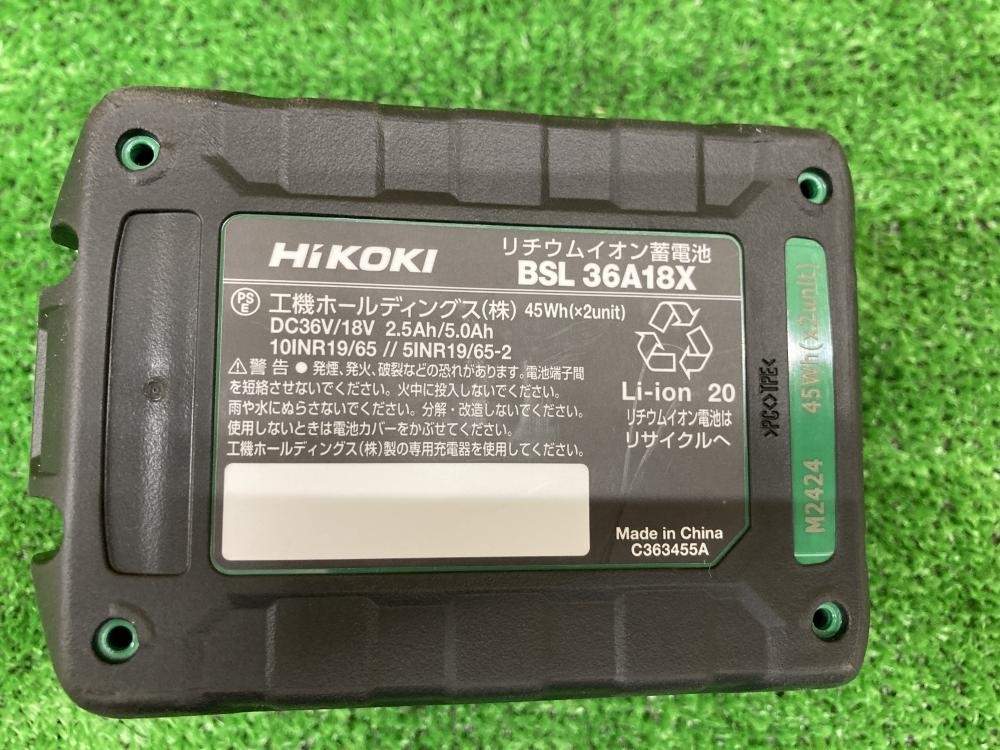 HiKOKI
リチウムイオン蓄電池
BSL 36A18X
PSE 工機ホールディングス(株) 45Wh(×2unit)
DC36V/18V 2.5Ah/5.0Ah
10INR19/65 // 5INR19/65-2
⚠警告 ● 発煙、発火、破裂などの恐れがあります。電池端子間
を短絡させないでください。火中に投入しないでください。
雨や水にぬらさないでください。分解・改造しないでください。
使用しないときは電池カバーをかぶせてください。
工機ホールディングス(株)製の専用充電器を使用してください。
Li-ion 20
リチウムイオン電池は
リサイクルへ
Made in China
C363455A
>PC<>TPE<
M2424 45Wh(×2unit)